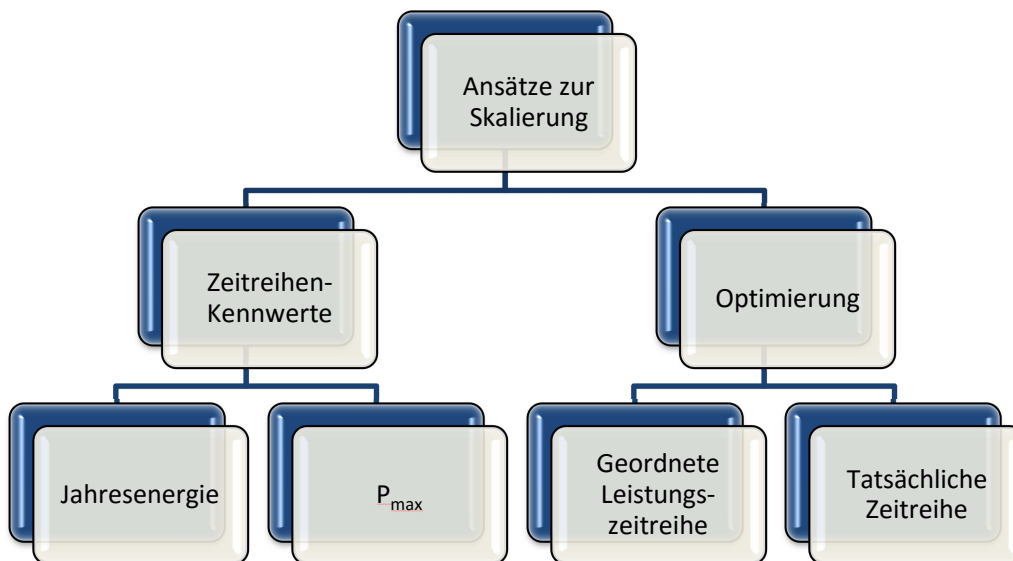 Ansätze zur
Skalierung
Zeitreihen-
Kennwerte
Optimierung
Jahresenergie
Pmax
Geordnete
Leistungs-
zeitreihe
Tatsächliche
Zeitreihe